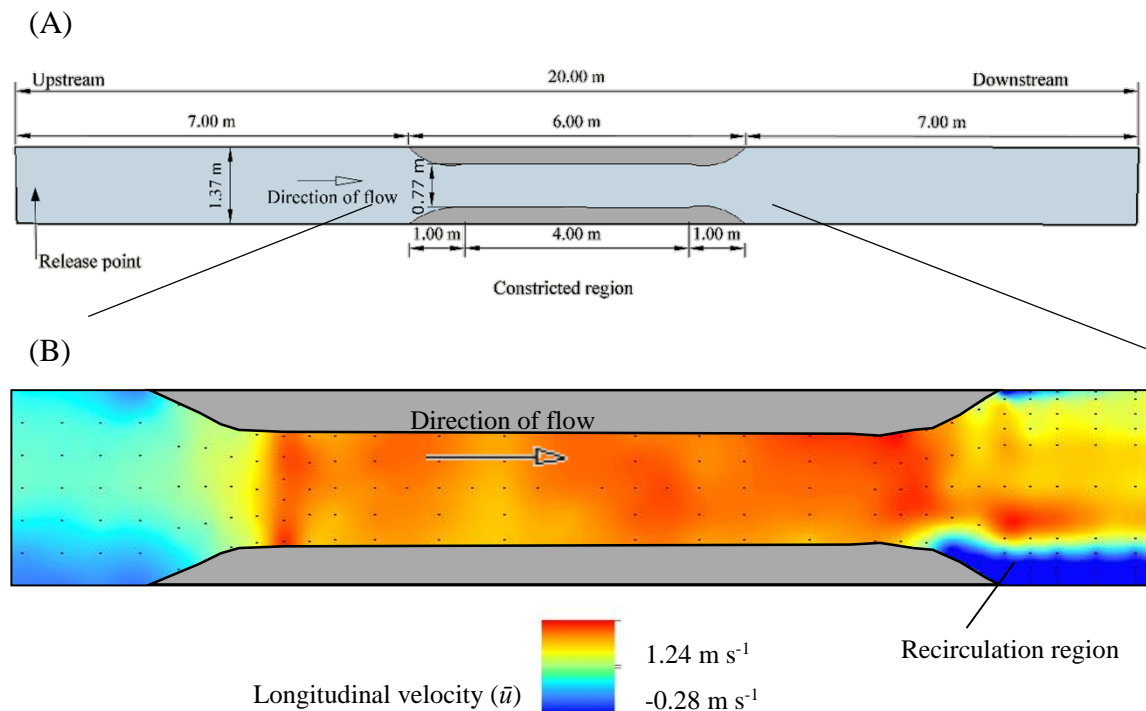 (A)
Upstream 20.00 m Downstream
7.00 m 6.00 m 7.00 m
1.37 m
0.77 m
Direction of flow
1.00 m 4.00 m 1.00 m
Release point
Constricted region
(B)
Direction of flow
Recirculation region
1.24 m s-1
Longitudinal velocity (ū) -0.28 m s-1